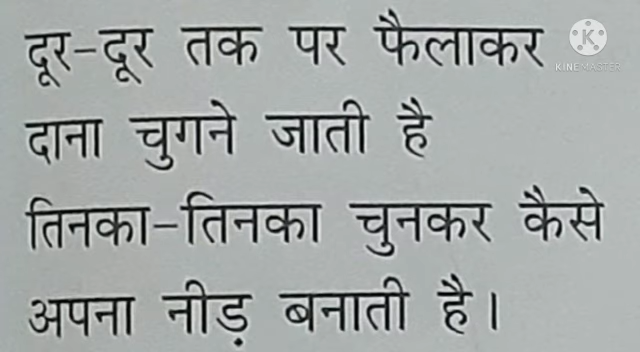 दूर-दूर तक पर फैलाकर
दाना चुगने जाती है
तिनका-तिनका चुनकर कैसे
अपना नीड़ बनाती है।
K
KINEMASTER